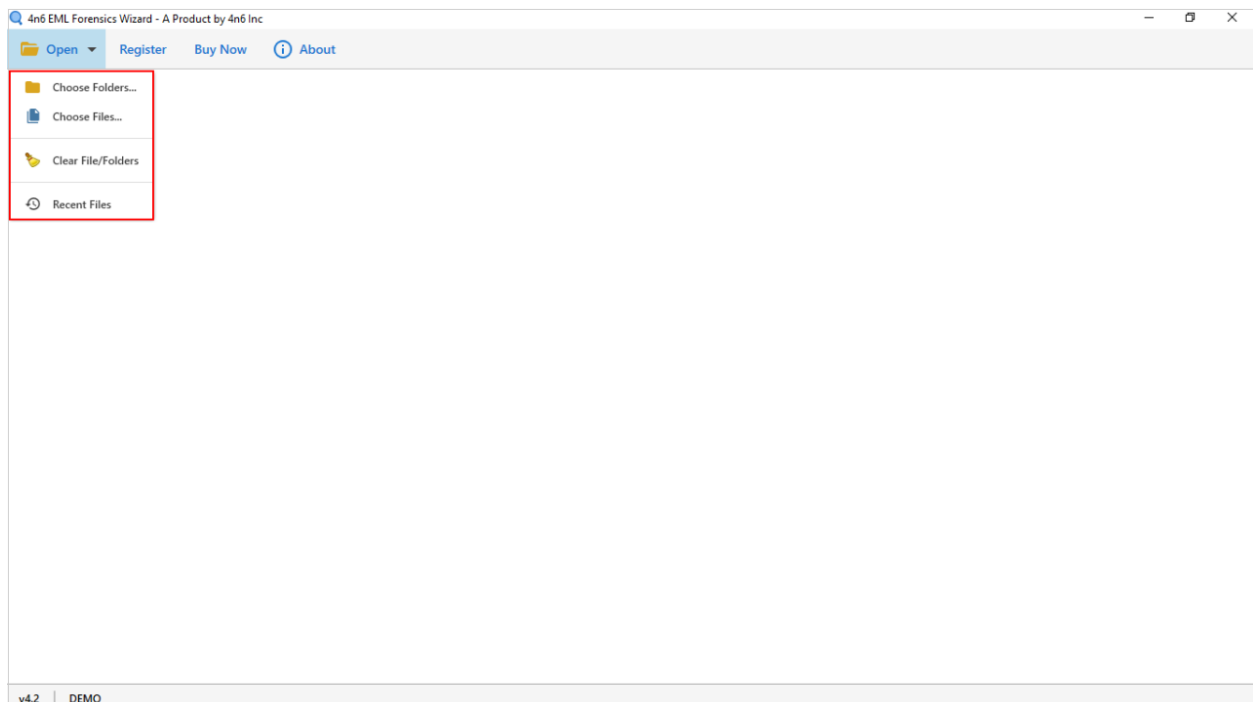 4n6 EML Forensics Wizard - A Product by 4n6 Inc
Open Register Buy Now About
Choose Folders...
Choose Files...
Clear File/Folders
Recent Files
v4.2 DEMO